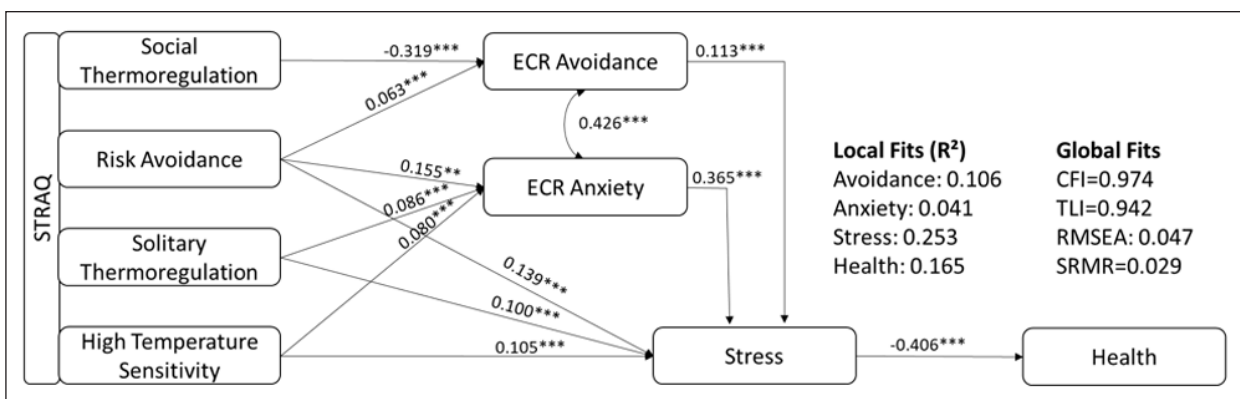 STRAQ
Social
Thermoregulation
Risk Avoidance
Solitary
Thermoregulation
High Temperature
Sensitivity
-0.319***
0.063***
0.155**
0.086***
0.080***
0.139***
0.100***
0.105***
ECR Avoidance
0.426***
ECR Anxiety
0.113***
0.365***
Stress
-0.406***
Health
Local Fits (R²)
Avoidance: 0.106
Anxiety: 0.041
Stress: 0.253
Health: 0.165
Global Fits
CFI=0.974
TLI=0.942
RMSEA: 0.047
SRMR=0.029